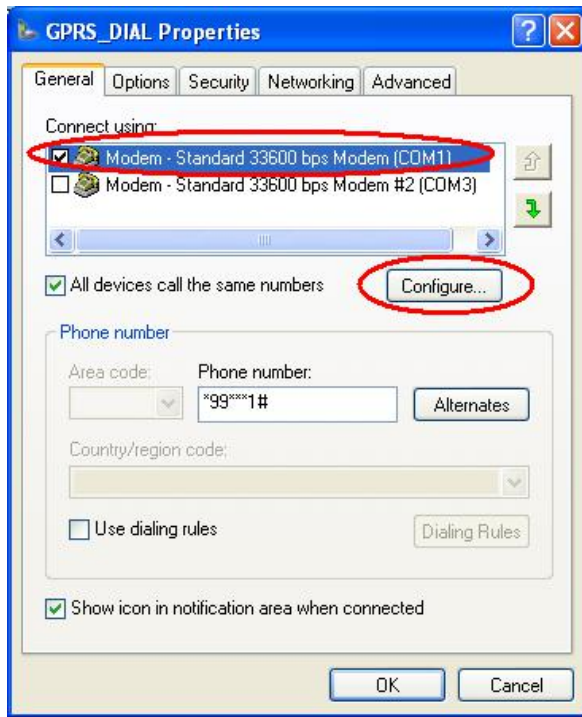 GPRS_DIAL Properties
General Options Security Networking Advanced
Connect using:
Modem - Standard 33600 bps Modem (COM1)
Modem - Standard 33600 bps Modem #2 (COM3)
All devices call the same numbers Configure...
Phone number
Area code: Phone number:
*99***1# Alternates
Country/region code:
Use dialing rules Dialing Rules
Show icon in notification area when connected
OK Cancel